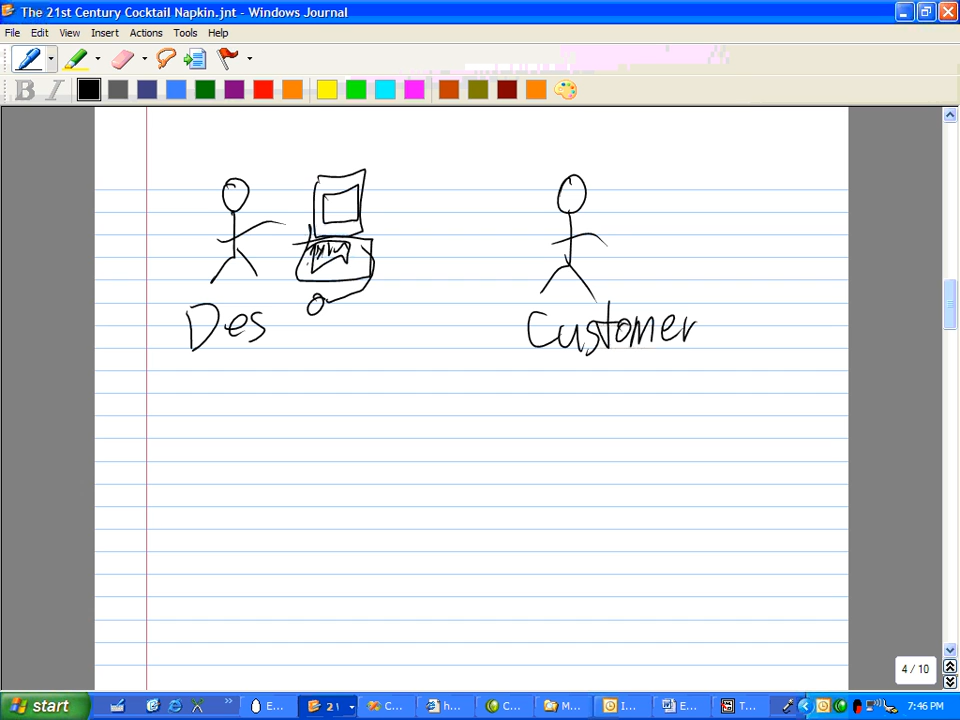 The 21st Century Cocktail Napkin.jnt - Windows Journal
File Edit View Insert Actions Tools Help
B I
Des
Customer
4 / 10
start E... 21 C... h... C... M... I... E... T... 7:46 PM